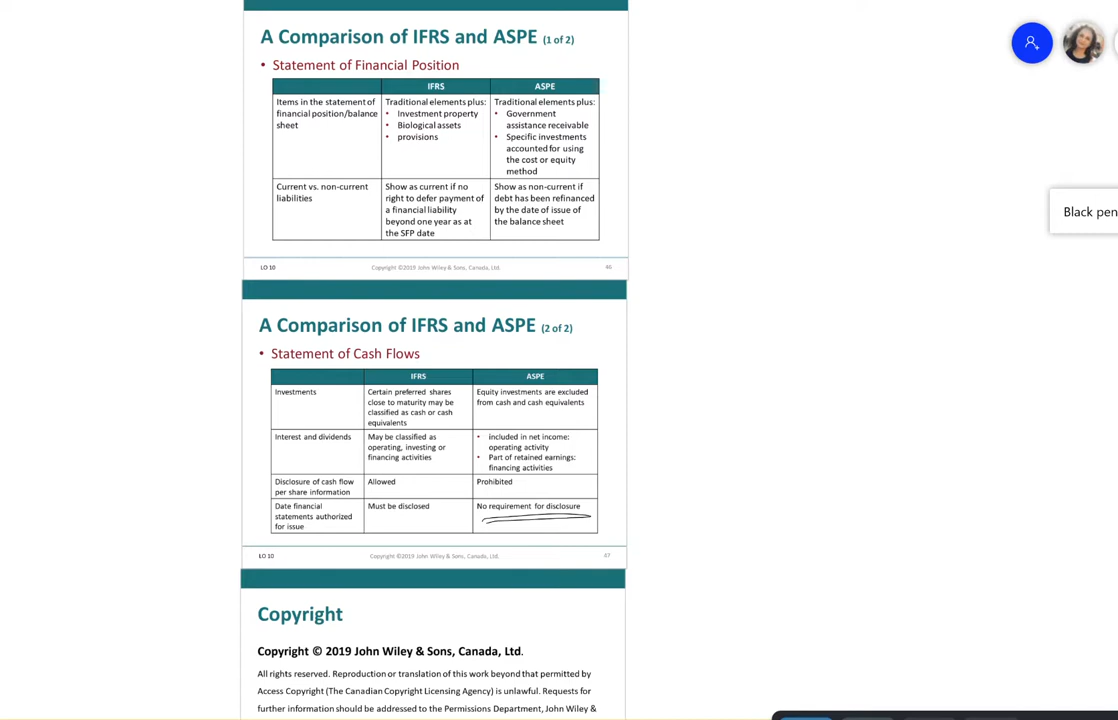 A Comparison of IFRS and ASPE (1 of 2)
• Statement of Financial Position
IFRS
ASPE
Items in the statement of
financial position/balance
sheet
Traditional elements plus:
• Investment property
• Biological assets
• provisions
Traditional elements plus:
• Government
assistance receivable
• Specific investments
accounted for using
the cost or equity
method
Current vs. non-current
liabilities
Show as current if no
right to defer payment of
a financial liability
beyond one year as at
the SFP date
Show as non-current if
debt has been refinanced
by the date of issue of
the balance sheet
LO 10
Copyright ©2019 John Wiley & Sons, Canada, Ltd.
46
Black pen
A Comparison of IFRS and ASPE (2 of 2)
• Statement of Cash Flows
IFRS
ASPE
Investments
Certain preferred shares
close to maturity may be
classified as cash or cash
equivalents
Equity investments are excluded
from cash and cash equivalents
Interest and dividends
May be classified as
operating, investing or
financing activities
• included in net income:
operating activity
• Part of retained earnings:
financing activities
Disclosure of cash flow
per share information
Allowed
Prohibited
Date financial
statements authorized
for issue
Must be disclosed
No requirement for disclosure
LO 10
Copyright ©2019 John Wiley & Sons, Canada, Ltd.
47
Copyright
Copyright © 2019 John Wiley & Sons, Canada, Ltd.
All rights reserved. Reproduction or translation of this work beyond that permitted by
Access Copyright (The Canadian Copyright Licensing Agency) is unlawful. Requests for
further information should be addressed to the Permissions Department, John Wiley &